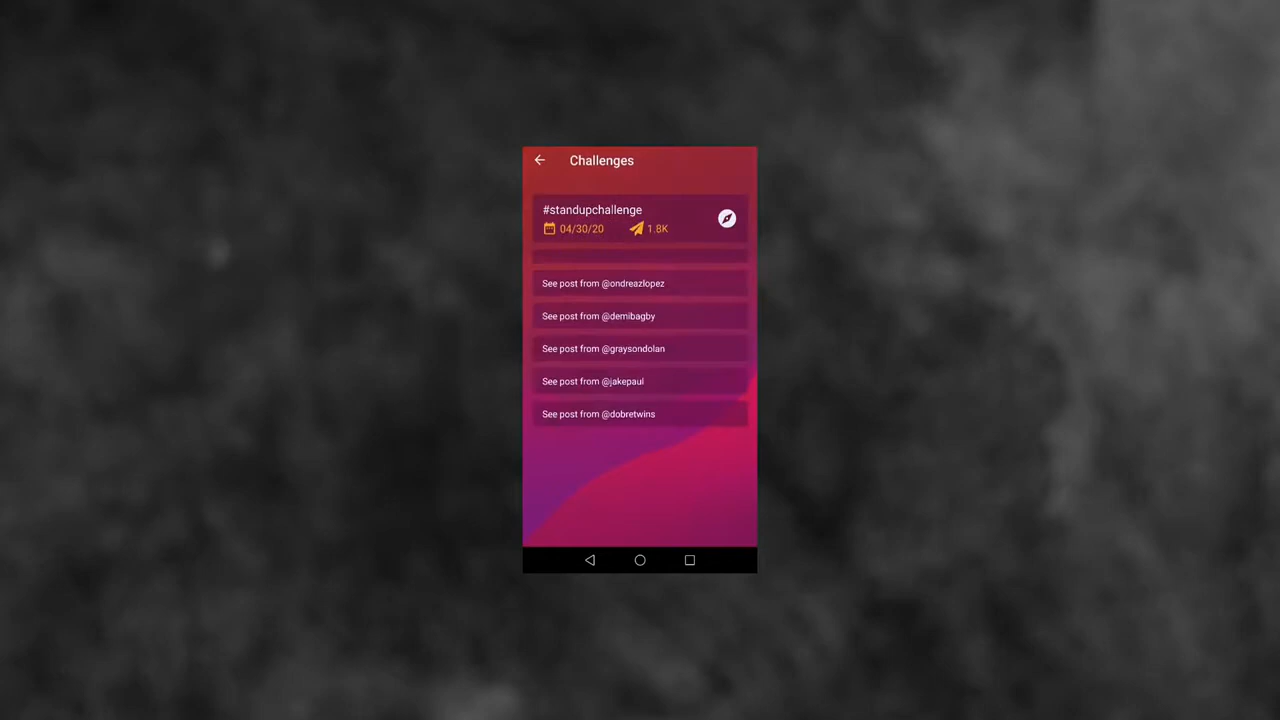 Challenges
#standupchallenge
04/30/20 1.8K
See post from @ondreazlopez
See post from @demibagby
See post from @graysondolan
See post from @jakepaul
See post from @dobretwins